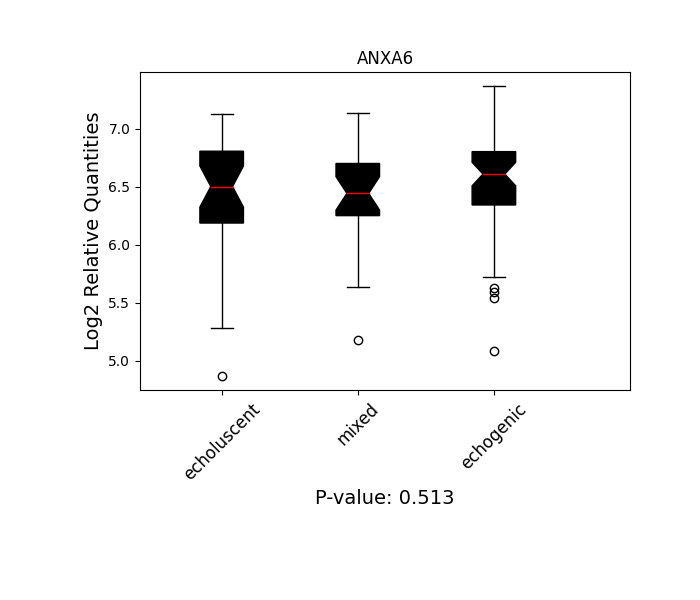 ANXA6
Log2 Relative Quantities
7.0
6.5
6.0
5.5
5.0
echoluscent
mixed
echogenic
P-value: 0.513